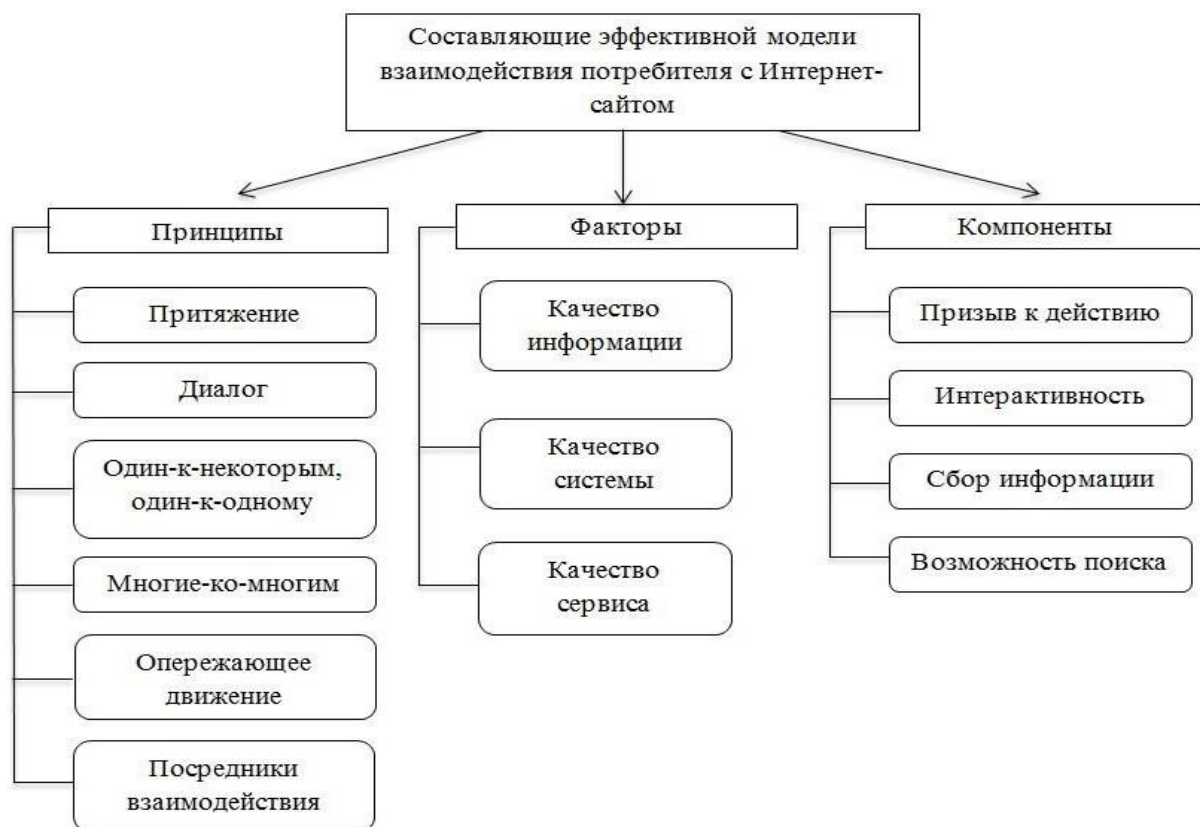 Составляющие эффективной модели
взаимодействия потребителя с Интернет-
сайтом
Принципы
Притяжение
Диалог
Один-к-некоторым,
один-к-одному
Многие-ко-многим
Опережающее
движение
Посредники
взаимодействия
Факторы
Качество
информации
Качество
системы
Качество
сервиса
Компоненты
Призыв к действию
Интерактивность
Сбор информации
Возможность поиска